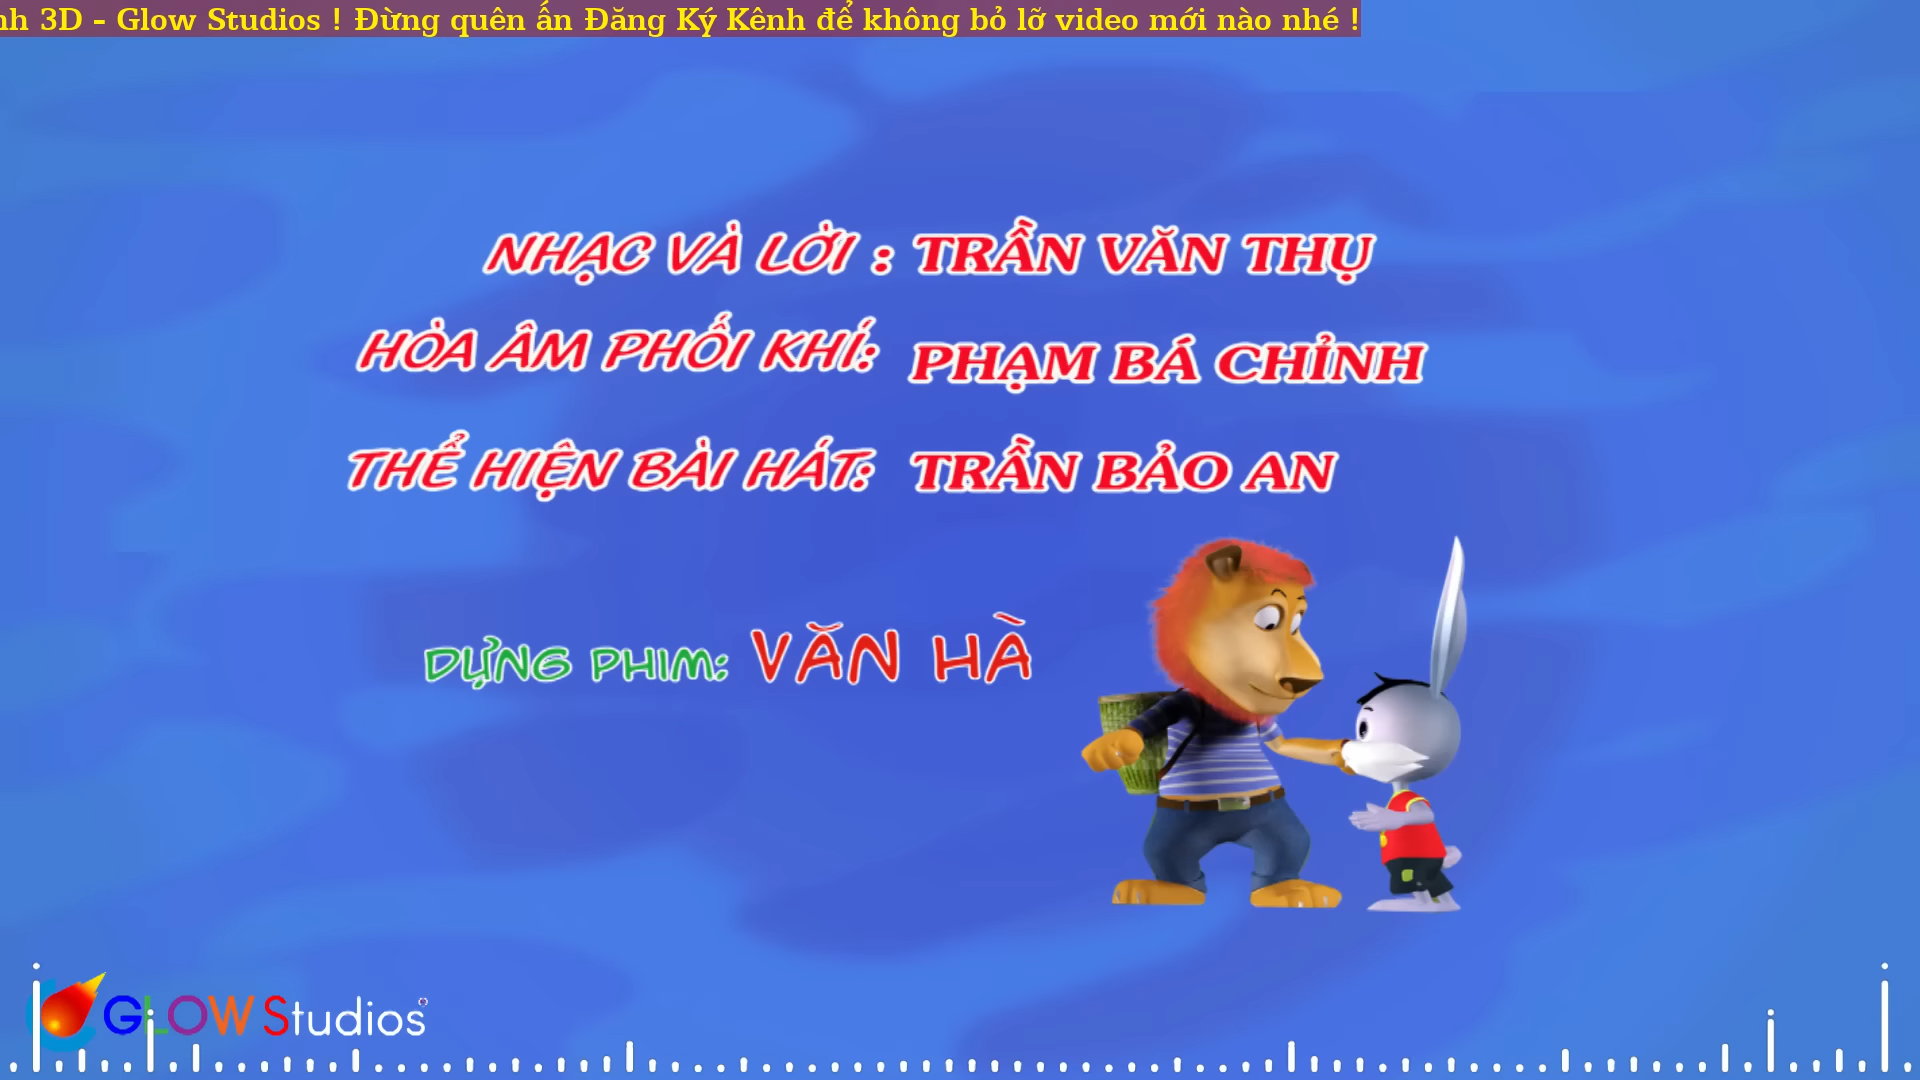 nh 3D – Glow Studios ! Đừng quên ấn Đăng Ký Kênh để không bỏ lỡ video mới nào nhé !
NHẠC VÀ LỜI : TRẦN VĂN THỤ
HÒA ÂM PHỐI KHÍ: PHẠM BÁ CHỈNH
THỂ HIỆN BÀI HÁT: TRẦN BẢO AN
DỰNG PHIM: VĂN HÀ
GLOW Studios